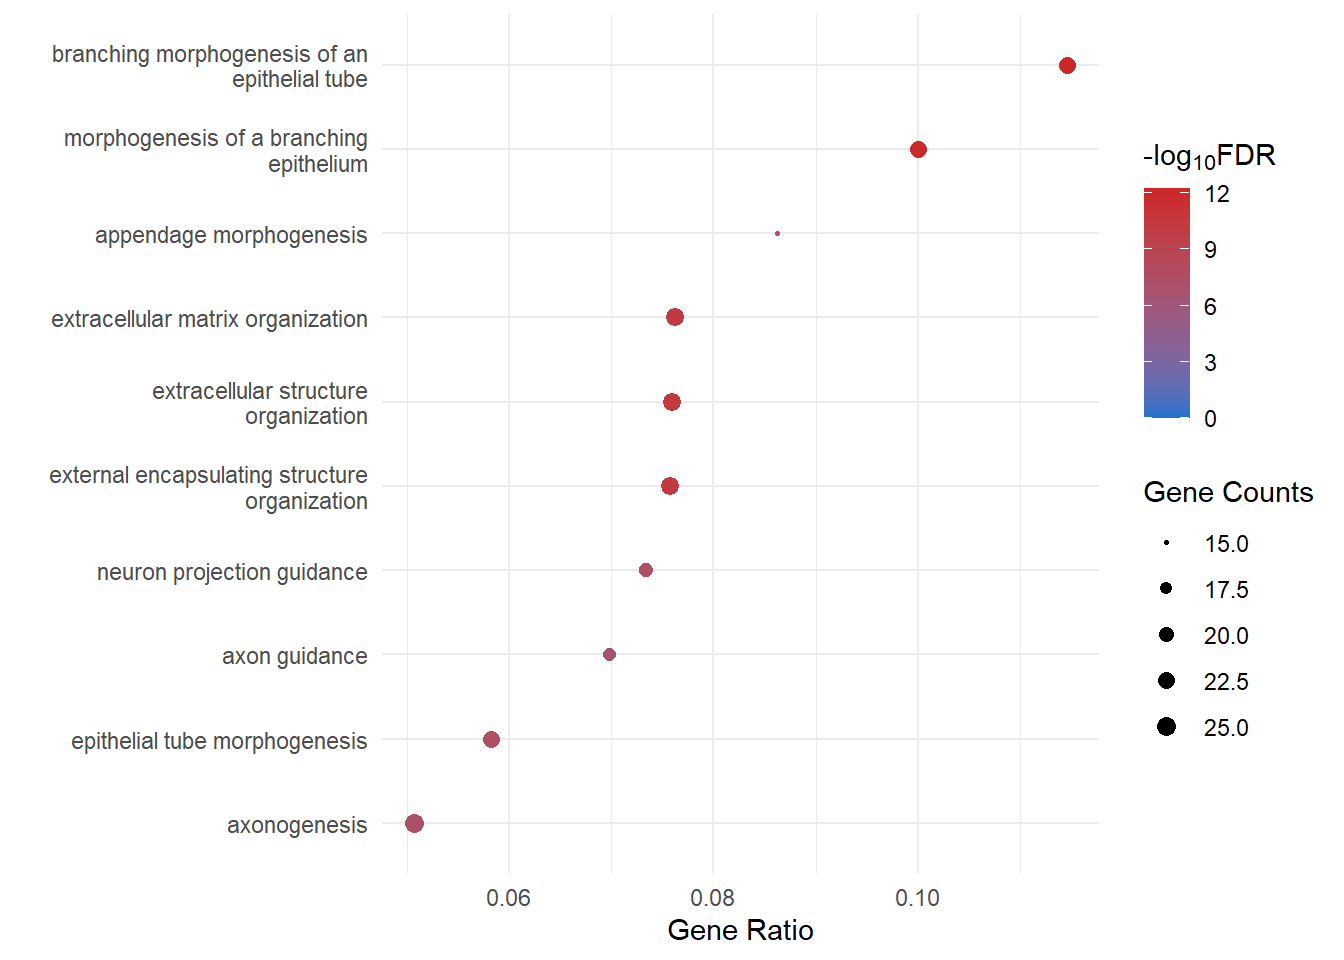 branching morphogenesis of an
epithelial tube
morphogenesis of a branching
epithelium
appendage morphogenesis
extracellular matrix organization
extracellular structure
organization
external encapsulating structure
organization
neuron projection guidance
axon guidance
epithelial tube morphogenesis
axonogenesis
0.06 0.08 0.10
Gene Ratio
-log₁₀FDR
12
9
6
3
0
Gene Counts
15.0
17.5
20.0
22.5
25.0